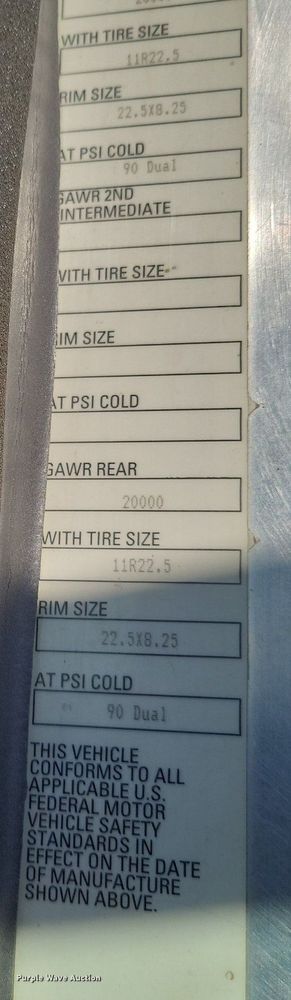 20000
WITH TIRE SIZE
11R22.5
RIM SIZE
22.5X8.25
AT PSI COLD
90 Dual
GAWR 2ND
INTERMEDIATE
WITH TIRE SIZE
RIM SIZE
AT PSI COLD
GAWR REAR
20000
WITH TIRE SIZE
11R22.5
RIM SIZE
22.5X8.25
AT PSI COLD
90 Dual
THIS VEHICLE
CONFORMS TO ALL
APPLICABLE U.S.
FEDERAL MOTOR
VEHICLE SAFETY
STANDARDS IN
EFFECT ON THE DATE
OF MANUFACTURE
SHOWN ABOVE.
Purple Wave Auction